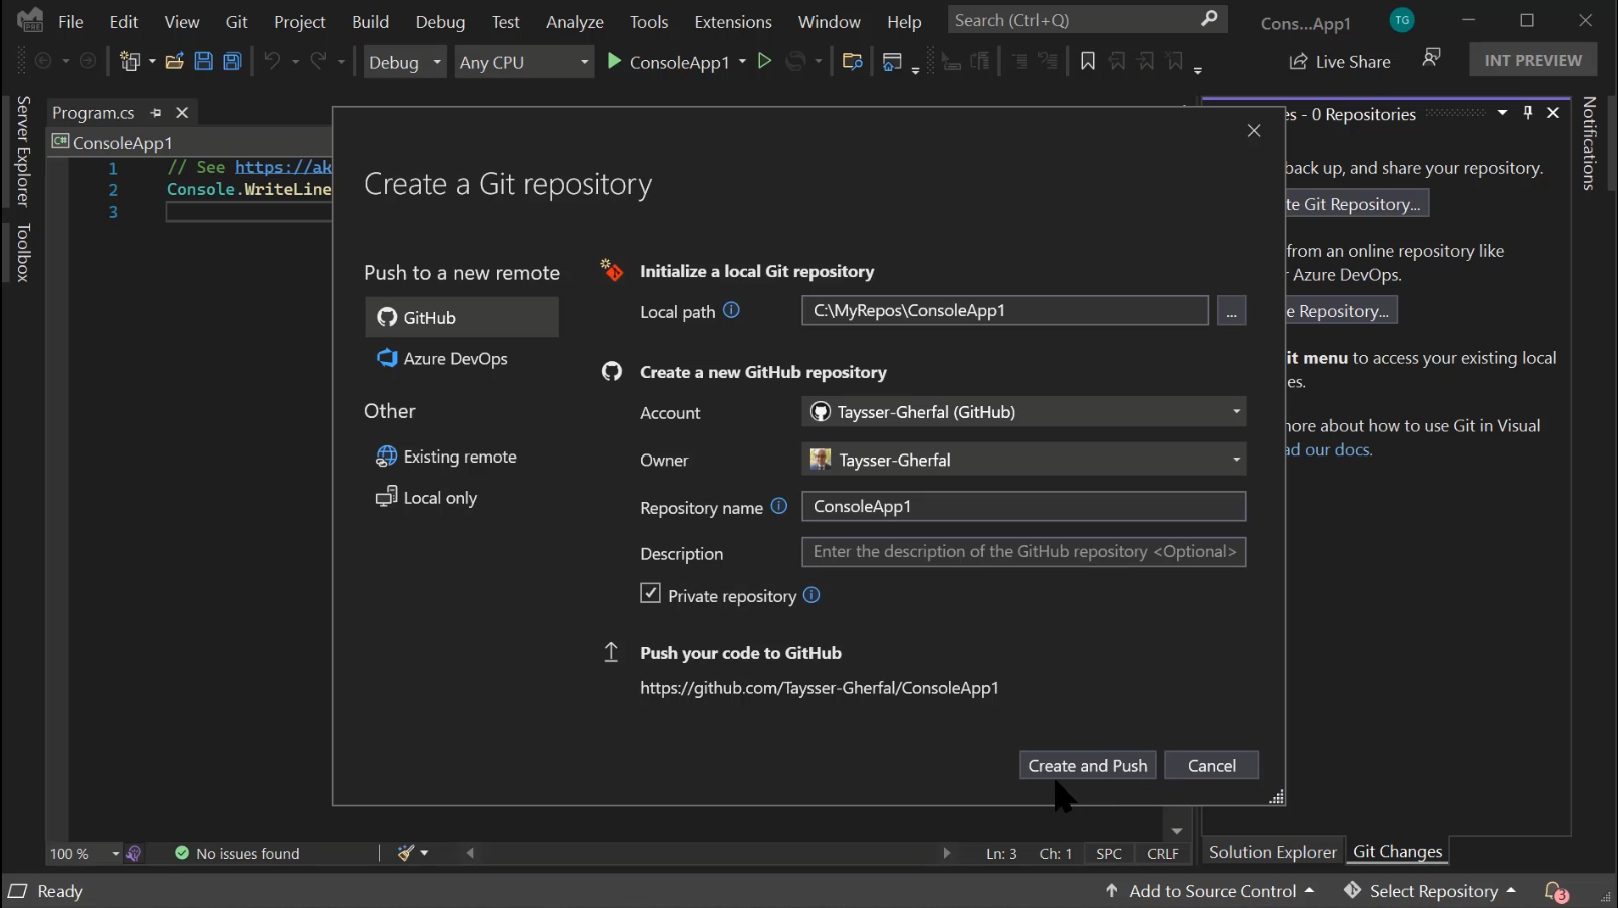 File Edit View Git Project Build Debug Test Analyze Tools Extensions Window Help Search (Ctrl+Q) Cons...App1 TG
Debug Any CPU ConsoleApp1 Live Share INT PREVIEW
Server Explorer
Toolbox
Program.cs
ConsoleApp1
1 // See https://ak
2 Console.WriteLine
3
Create a Git repository
Push to a new remote
GitHub
Azure DevOps
Other
Existing remote
Local only
Initialize a local Git repository
Local path C:\MyRepos\ConsoleApp1 ...
Create a new GitHub repository
Account Taysser-Gherfal (GitHub)
Owner Taysser-Gherfal
Repository name ConsoleApp1
Description Enter the description of the GitHub repository <Optional>
Private repository
Push your code to GitHub
https://github.com/Taysser-Gherfal/ConsoleApp1
Create and Push Cancel
es - 0 Repositories
back up, and share your repository.
te Git Repository...
from an online repository like
Azure DevOps.
e Repository...
it menu to access your existing local
es.
ore about how to use Git in Visual
ad our docs.
Notifications
100 % No issues found Ln: 3 Ch: 1 SPC CRLF
Solution Explorer Git Changes
Ready Add to Source Control Select Repository 3